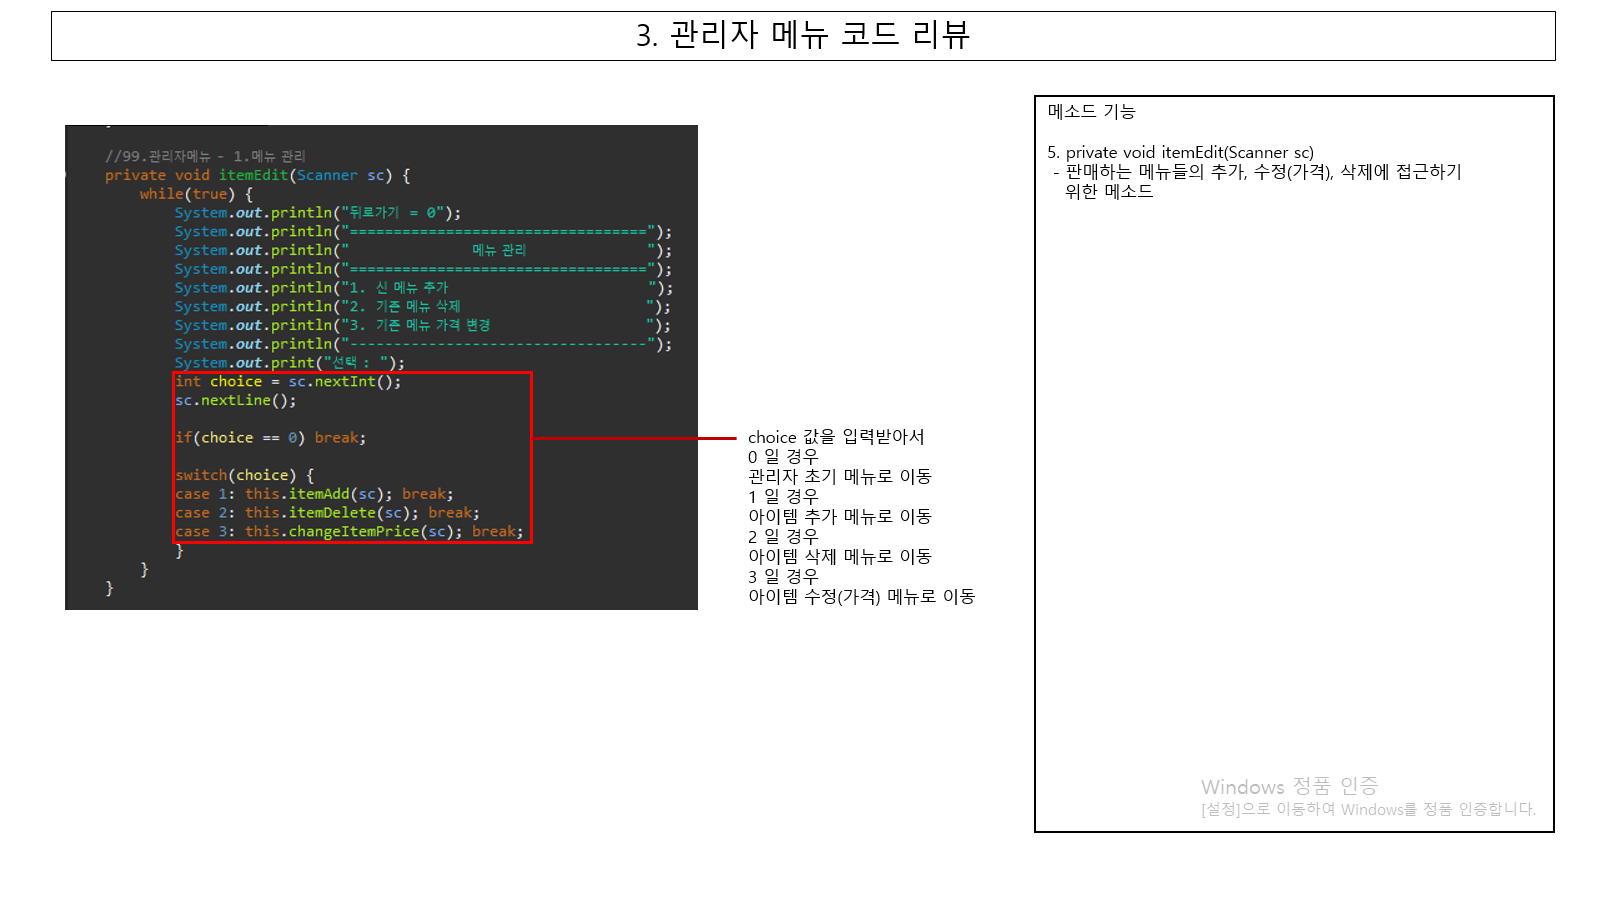 3. 관리자 메뉴 코드 리뷰
//99.관리자메뉴 - 1.메뉴 관리
private void itemEdit(Scanner sc) {
while(true) {
System.out.println("뒤로가기 = 0");
System.out.println("==================================");
System.out.println("              메뉴 관리              ");
System.out.println("==================================");
System.out.println("1. 신 메뉴 추가                       ");
System.out.println("2. 기존 메뉴 삭제                     ");
System.out.println("3. 기존 메뉴 가격 변경                  ");
System.out.println("----------------------------------");
System.out.print("선택 : ");
int choice = sc.nextInt();
sc.nextLine();
if(choice == 0) break;
switch(choice) {
case 1: this.itemAdd(sc); break;
case 2: this.itemDelete(sc); break;
case 3: this.changeItemPrice(sc); break;
}
}
}
choice 값을 입력받아서
0 일 경우
관리자 초기 메뉴로 이동
1 일 경우
아이템 추가 메뉴로 이동
2 일 경우
아이템 삭제 메뉴로 이동
3 일 경우
아이템 수정(가격) 메뉴로 이동
메소드 기능
5. private void itemEdit(Scanner sc)
- 판매하는 메뉴들의 추가, 수정(가격), 삭제에 접근하기
위한 메소드
Windows 정품 인증
[설정]으로 이동하여 Windows를 정품 인증합니다.